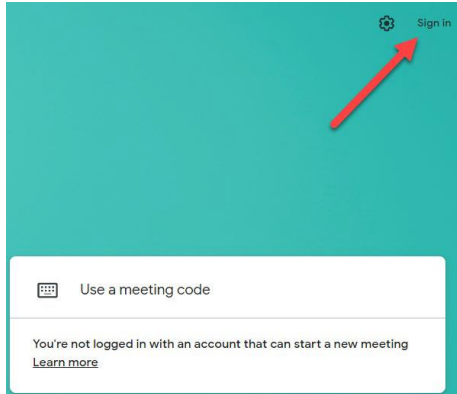 Sign in
Use a meeting code
You're not logged in with an account that can start a new meeting
Learn more